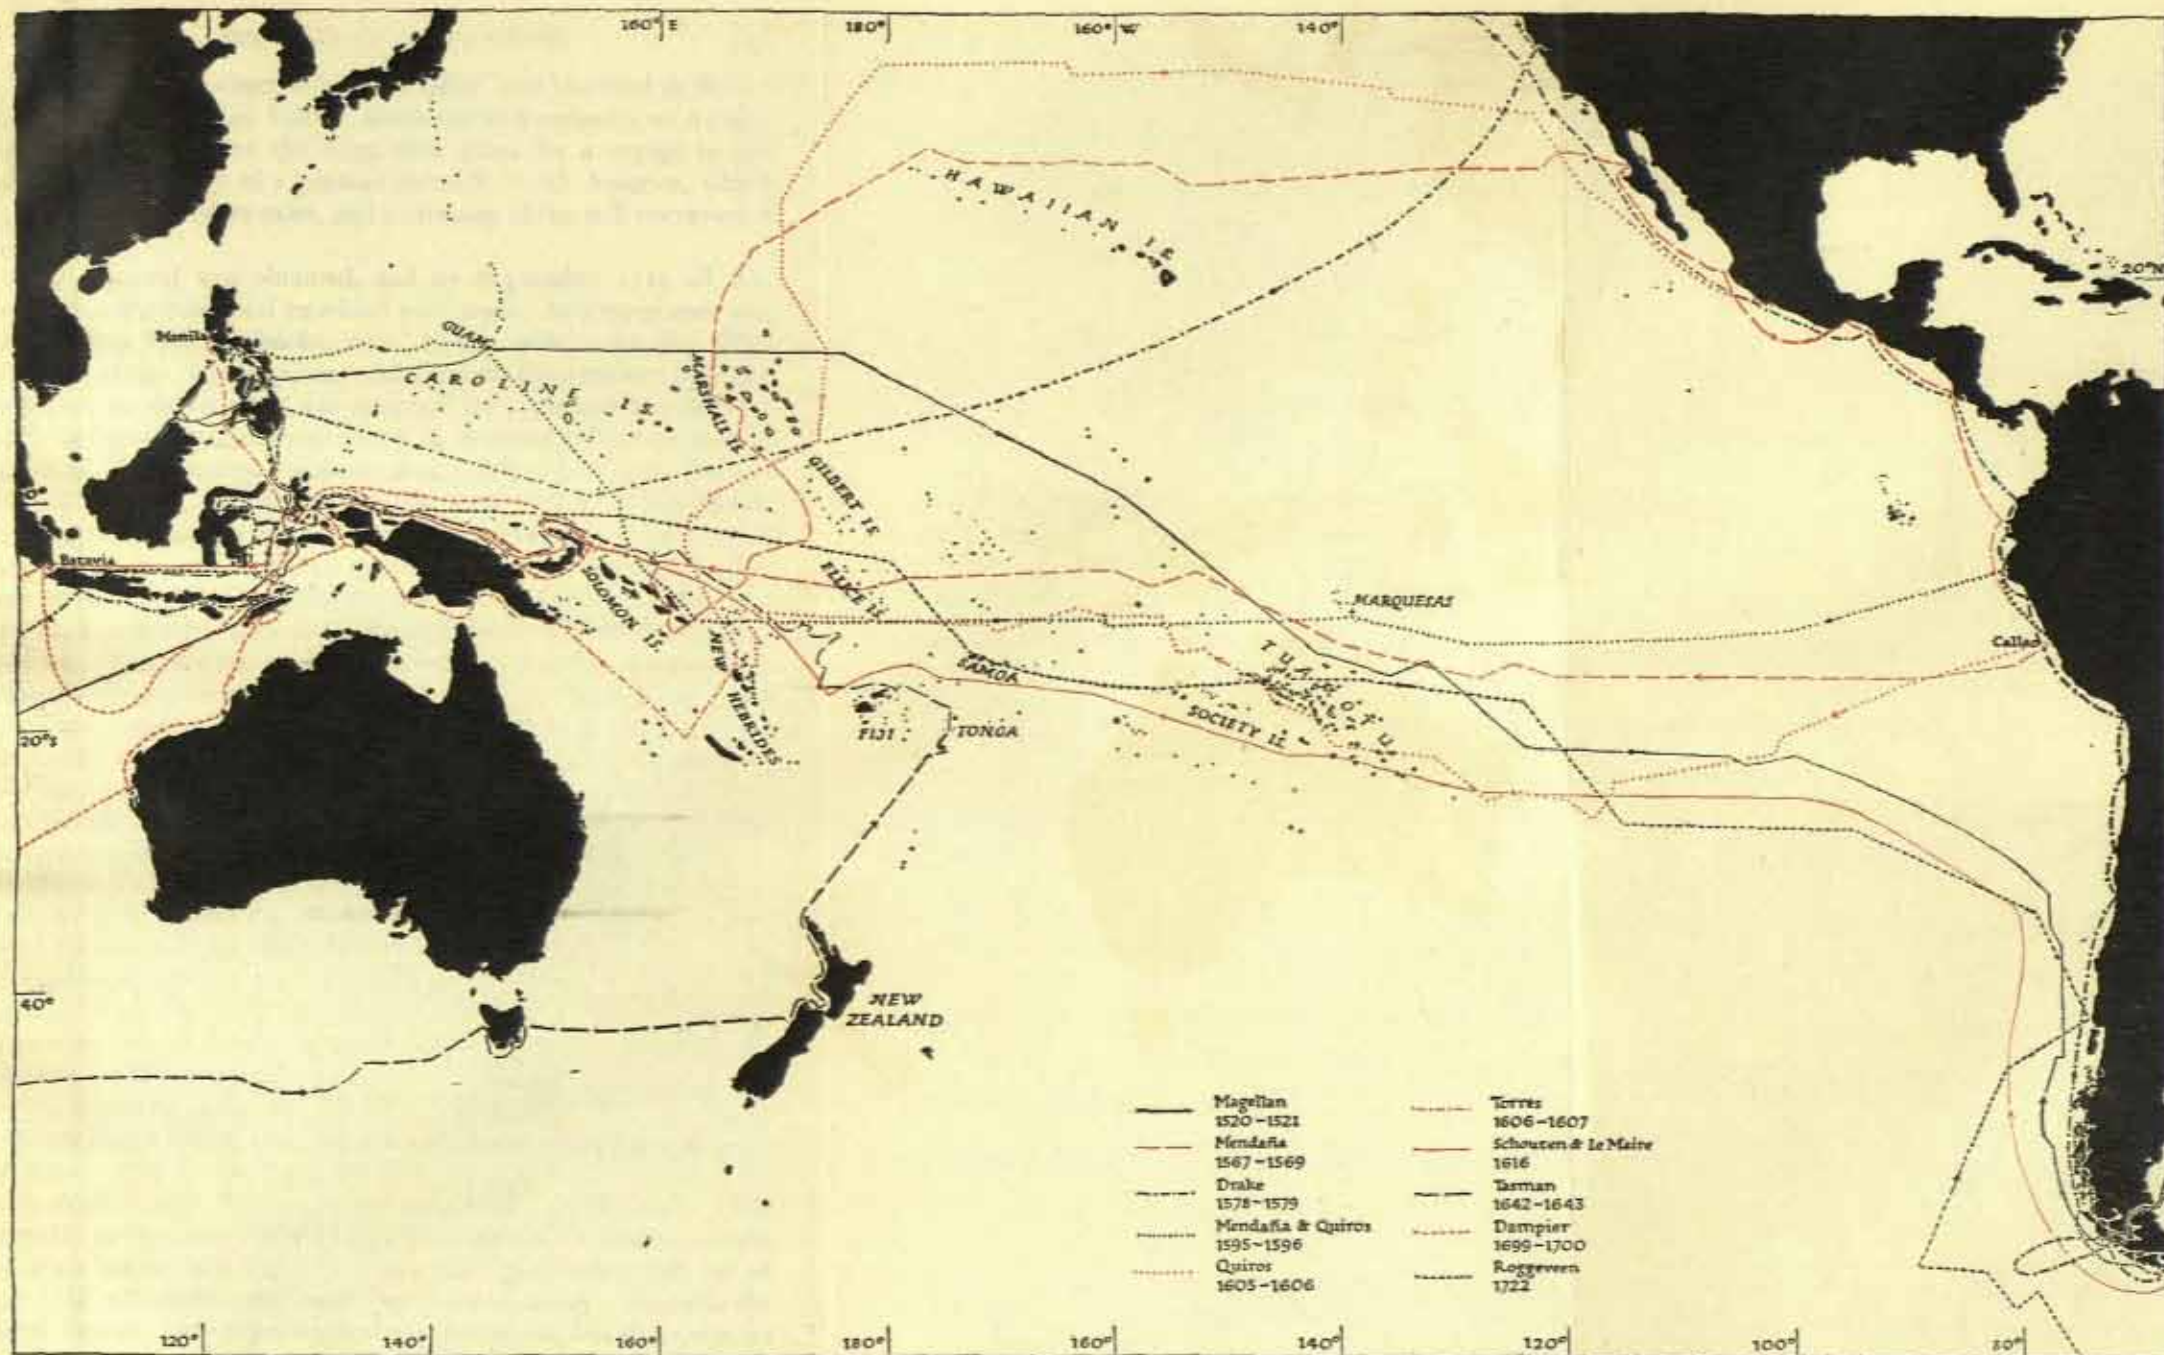 160° E
180°
160° W
140°
HAWAIIAN IS.
20°N
Manila
GUAM
CAROLINE IS.
MARSHALL IS.
GILBERT IS.
0°
Batavia
SOLOMON IS.
ELLICE IS.
MARQUESAS
NEW HEBRIDES
SAMOA
TUAMOTU
Callao
SOCIETY IS.
20°S
FIJI
TONGA
40°
NEW
ZEALAND
Magellan
1520–1521
Mendaña
1567–1569
Drake
1578–1579
Mendaña & Quiros
1595–1596
Quiros
1605–1606
Torres
1606–1607
Schouten & Le Maire
1616
Tasman
1642–1643
Dampier
1699–1700
Roggeveen
1722
120°
140°
160°
180°
160°
140°
120°
100°
80°